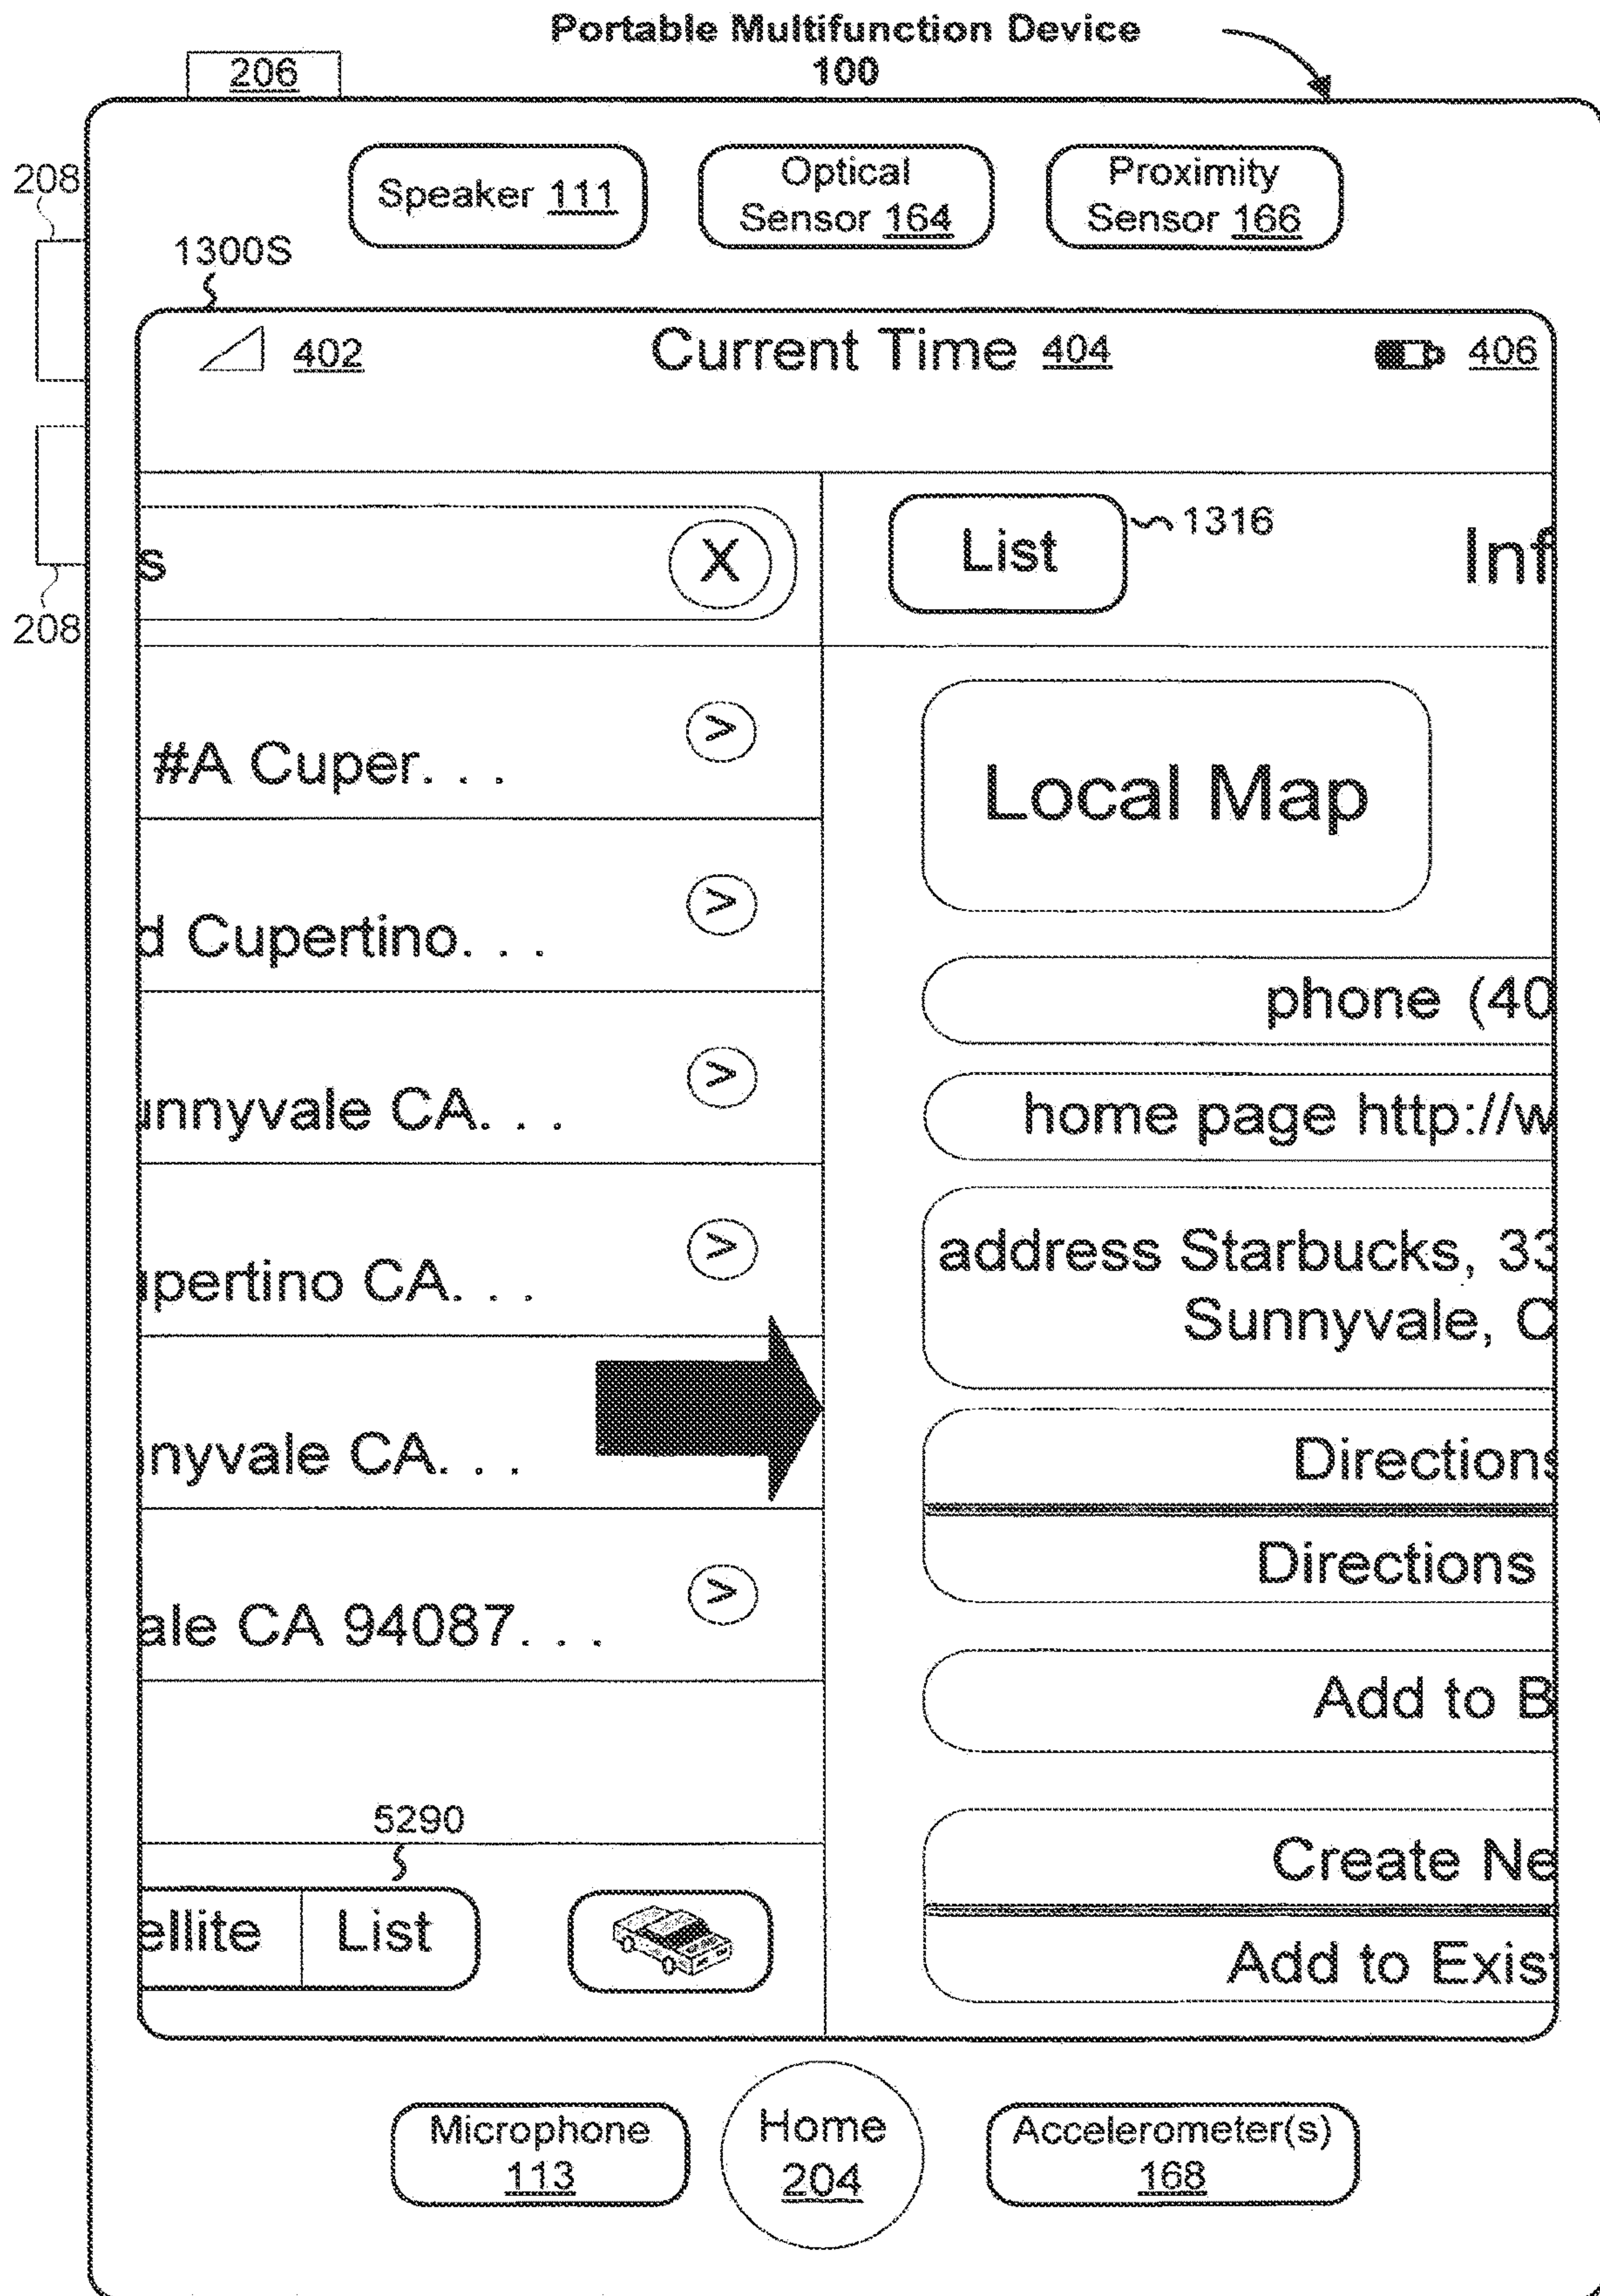 Portable Multifunction Device
100
206
208
Speaker 111
Optical
Sensor 164
Proximity
Sensor 166
1300S
402
Current Time 404
406
s
X
List
1316
Inf
208
#A Cuper. . .
>
Local Map
d Cupertino. . .
>
phone (40
unnyvale CA. . .
>
home page http://w
upertino CA. . .
>
address Starbucks, 33
Sunnyvale, C
nyvale CA. . .
Directions
Directions
ale CA 94087. . .
>
Add to B
5290
ellite
List
Create Ne
Add to Exis
Microphone
113
Home
204
Accelerometer(s)
168